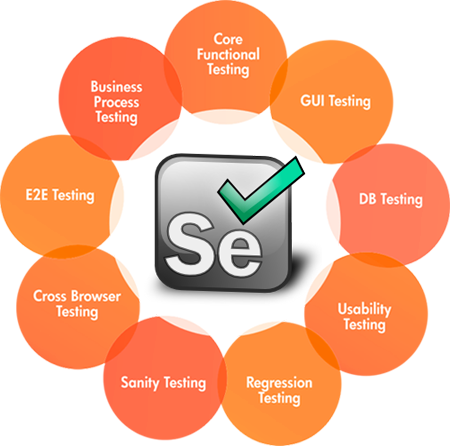 Core
Functional
Testing
GUI Testing
DB Testing
Usability
Testing
Regression
Testing
Sanity Testing
Cross Browser
Testing
E2E Testing
Business
Process
Testing
Se